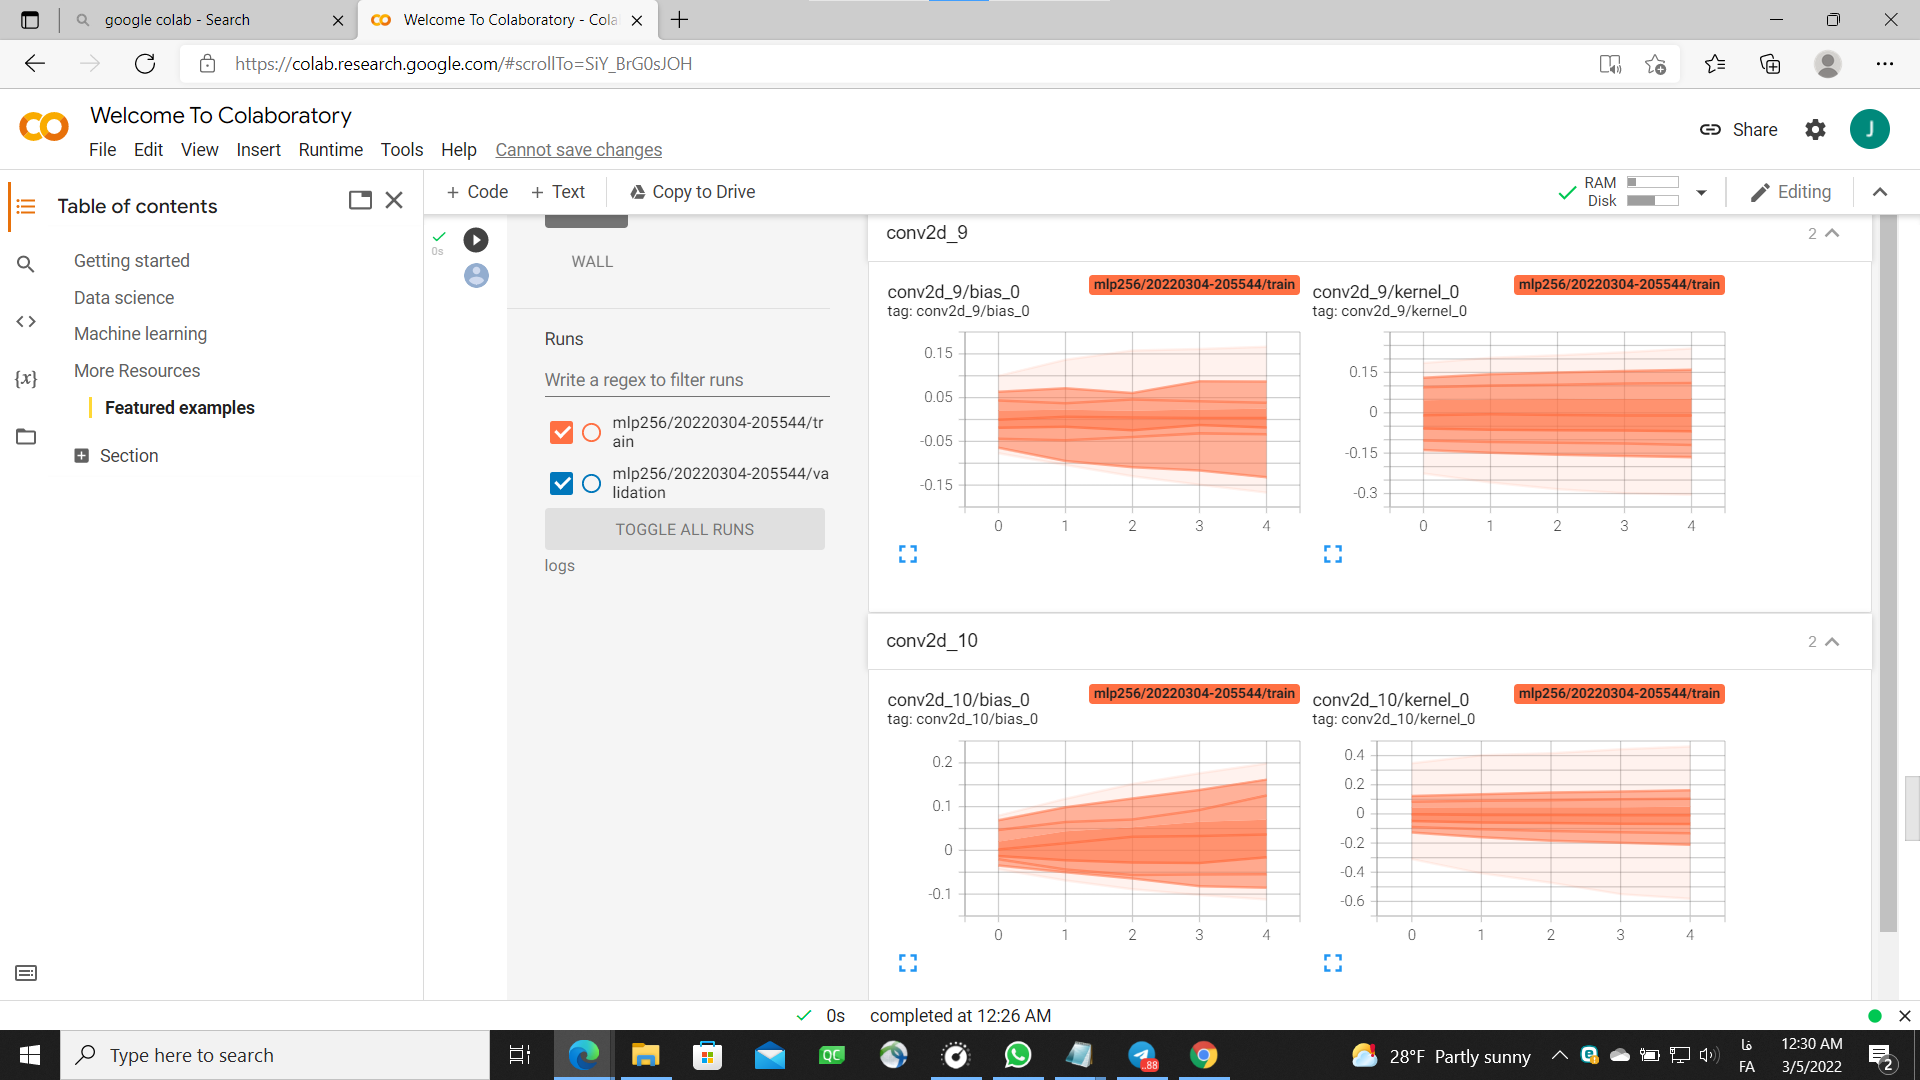 google colab - Search
Welcome To Colaboratory - Cola
https://colab.research.google.com/#scrollTo=SiY_BrG0sJOH
Welcome To Colaboratory
File Edit View Insert Runtime Tools Help Cannot save changes
Share
J
Table of contents
Getting started
Data science
Machine learning
More Resources
Featured examples
Section
+ Code + Text Copy to Drive
RAM
Disk
Editing
0s
WALL
Runs
Write a regex to filter runs
mlp256/20220304-205544/tr
ain
mlp256/20220304-205544/va
lidation
TOGGLE ALL RUNS
logs
conv2d_9
2
conv2d_9/bias_0
mlp256/20220304-205544/train
tag: conv2d_9/bias_0
0.15
0.05
-0.05
-0.15
0 1 2 3 4
conv2d_9/kernel_0
mlp256/20220304-205544/train
tag: conv2d_9/kernel_0
0.15
0
-0.15
-0.3
0 1 2 3 4
conv2d_10
2
conv2d_10/bias_0
mlp256/20220304-205544/train
tag: conv2d_10/bias_0
0.2
0.1
0
-0.1
0 1 2 3 4
conv2d_10/kernel_0
mlp256/20220304-205544/train
tag: conv2d_10/kernel_0
0.4
0.2
0
-0.2
-0.4
-0.6
0 1 2 3 4
0s completed at 12:26 AM
Type here to search
QC
..88
28°F Partly sunny
فا
FA
12:30 AM
3/5/2022
2